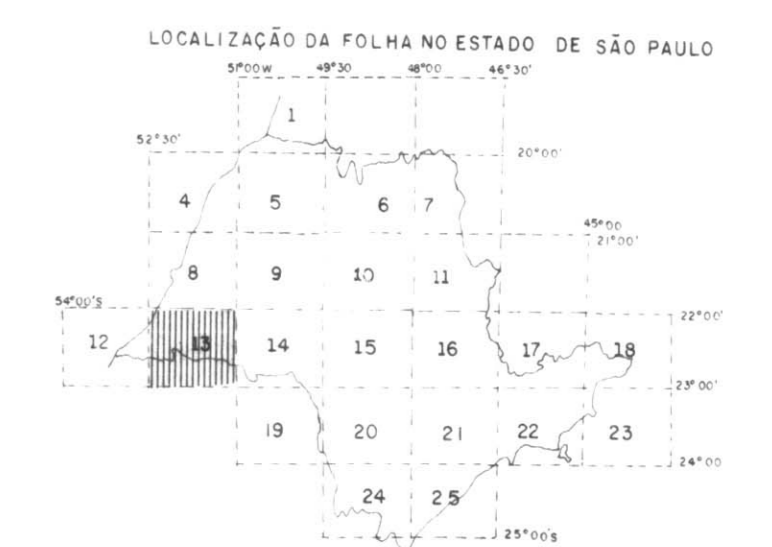 LOCALIZAÇÃO DA FOLHA NO ESTADO DE SÃO PAULO
51°00W 49°30 48°00 46°30'
1
52°30' 20°00'
4 5 6 7
45°00
21°00'
8 9 10 11
54°00's 22°00'
12 13 14 15 16 17 18
23°00'
19 20 21 22 23
24°00
24 25
25°00's